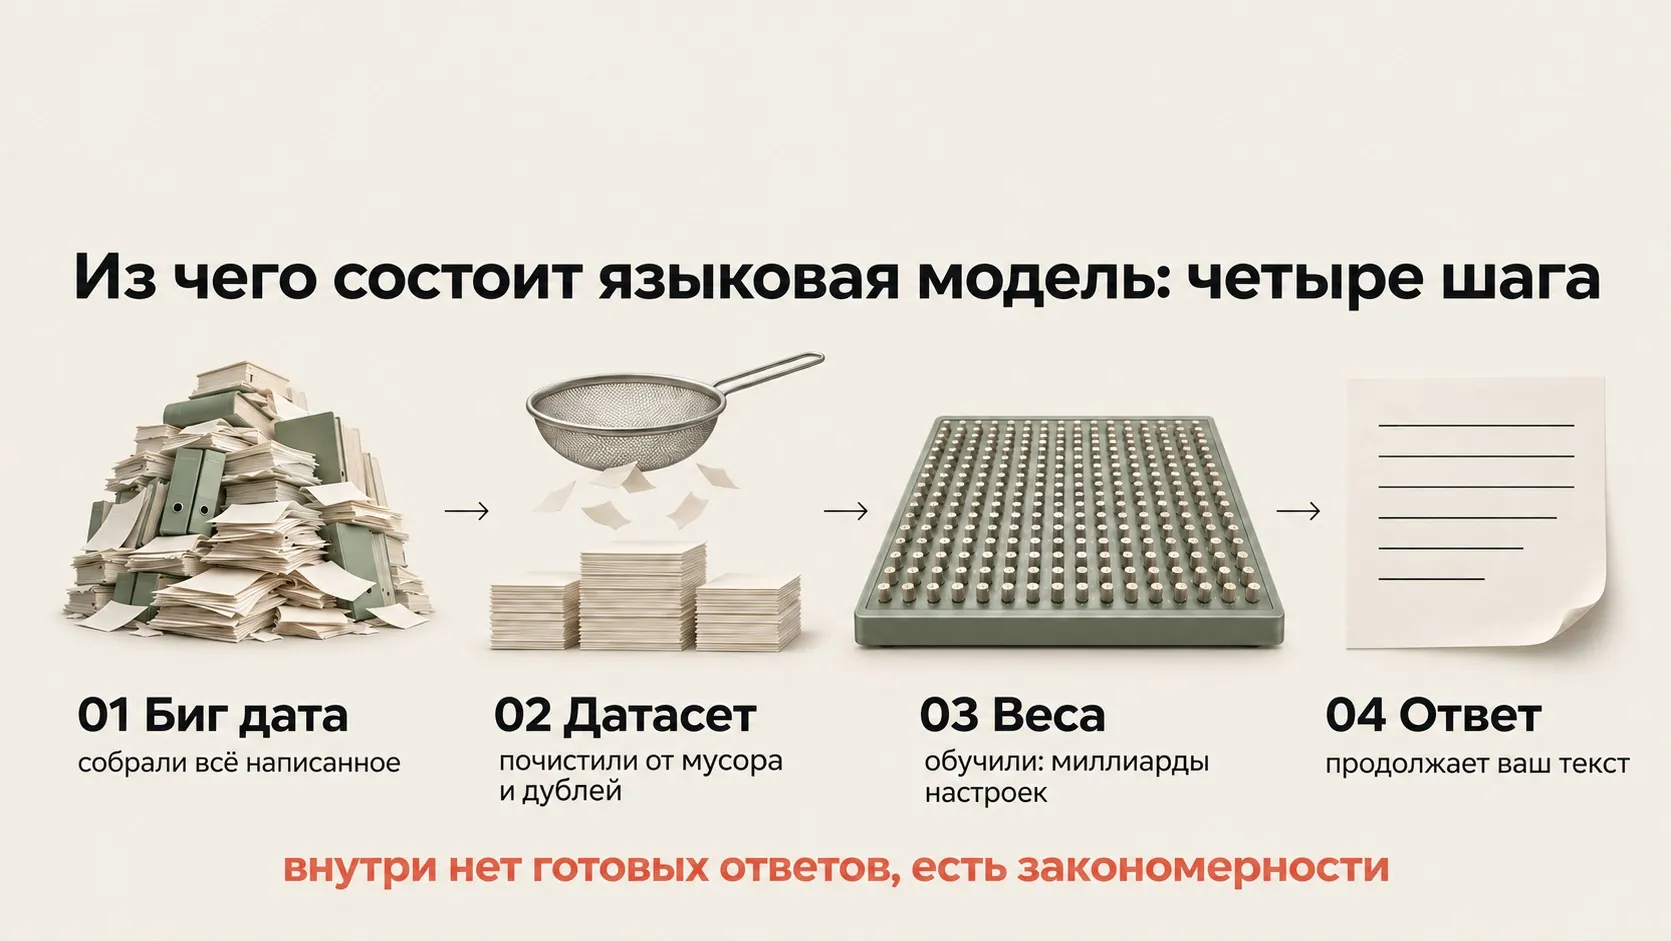 Из чего состоит языковая модель: четыре шага
01 Биг дата
собрали всё написанное
02 Датасет
почистили от мусора
и дублей
03 Веса
обучили: миллиарды
настроек
04 Ответ
продолжает ваш текст
внутри нет готовых ответов, есть закономерности